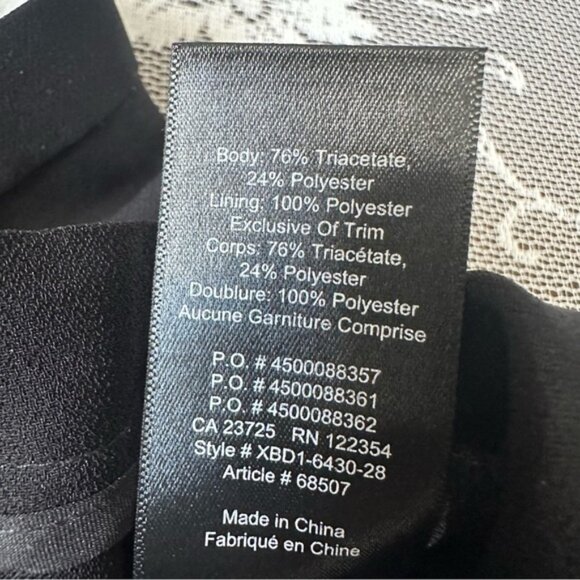 Body: 76% Triacetate,
24% Polyester
Lining: 100% Polyester
Exclusive Of Trim
Corps: 76% Triacétate,
24% Polyester
Doublure: 100% Polyester
Aucune Garniture Comprise
P.O. # 4500088357
P.O. # 4500088361
P.O. # 4500088362
CA 23725 RN 122354
Style # XBD1-6430-28
Article # 68507
Made in China
Fabriqué en Chine